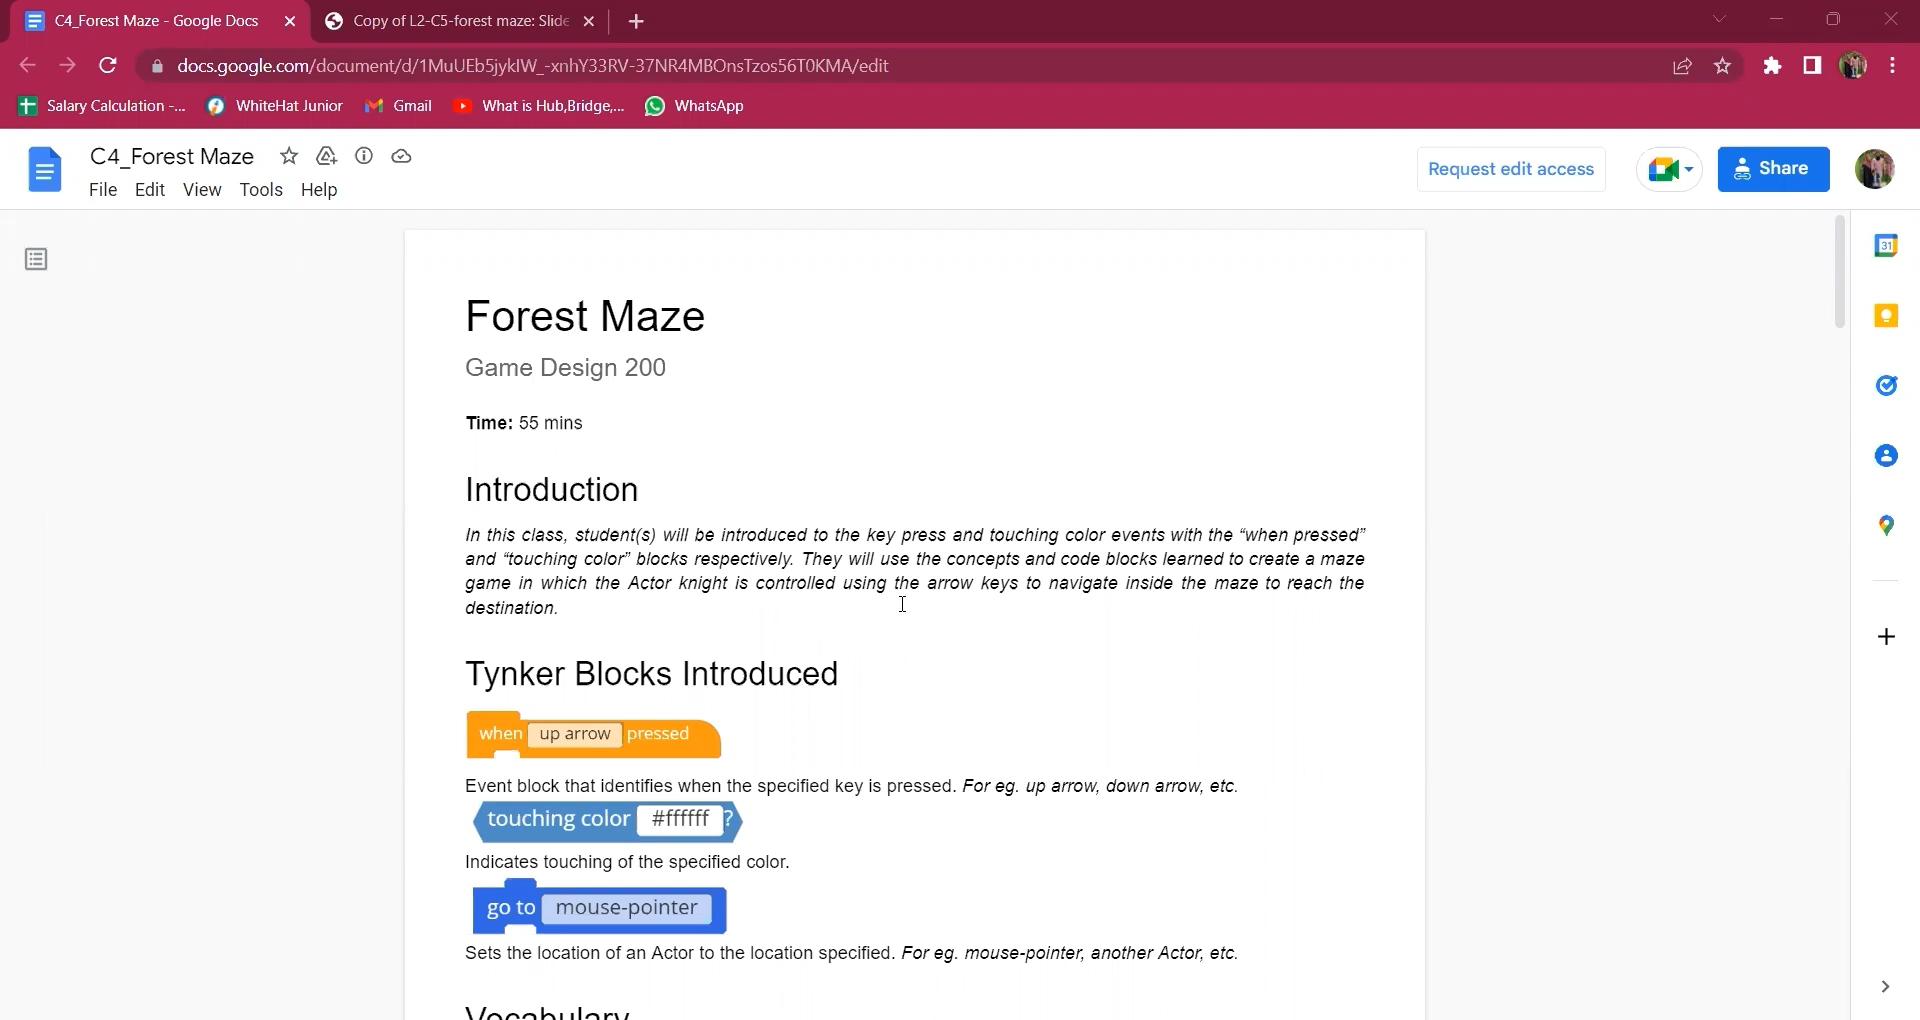 C4_Forest Maze - Google Docs
Copy of L2-C5-forest maze: Slide
docs.google.com/document/d/1MuUEb5jykIW_-xnhY33RV-37NR4MBOnsTzos56T0KMA/edit
Salary Calculation -...
WhiteHat Junior
Gmail
What is Hub,Bridge,...
WhatsApp
C4_Forest Maze
File Edit View Tools Help
Request edit access
Share
31
Forest Maze
Game Design 200
Time: 55 mins
Introduction
In this class, student(s) will be introduced to the key press and touching color events with the “when pressed”
and “touching color” blocks respectively. They will use the concepts and code blocks learned to create a maze
game in which the Actor knight is controlled using the arrow keys to navigate inside the maze to reach the
destination.
Tynker Blocks Introduced
when up arrow pressed
Event block that identifies when the specified key is pressed. For eg. up arrow, down arrow, etc.
touching color #ffffff ?
Indicates touching of the specified color.
go to mouse-pointer
Sets the location of an Actor to the location specified. For eg. mouse-pointer, another Actor, etc.
Vocabulary